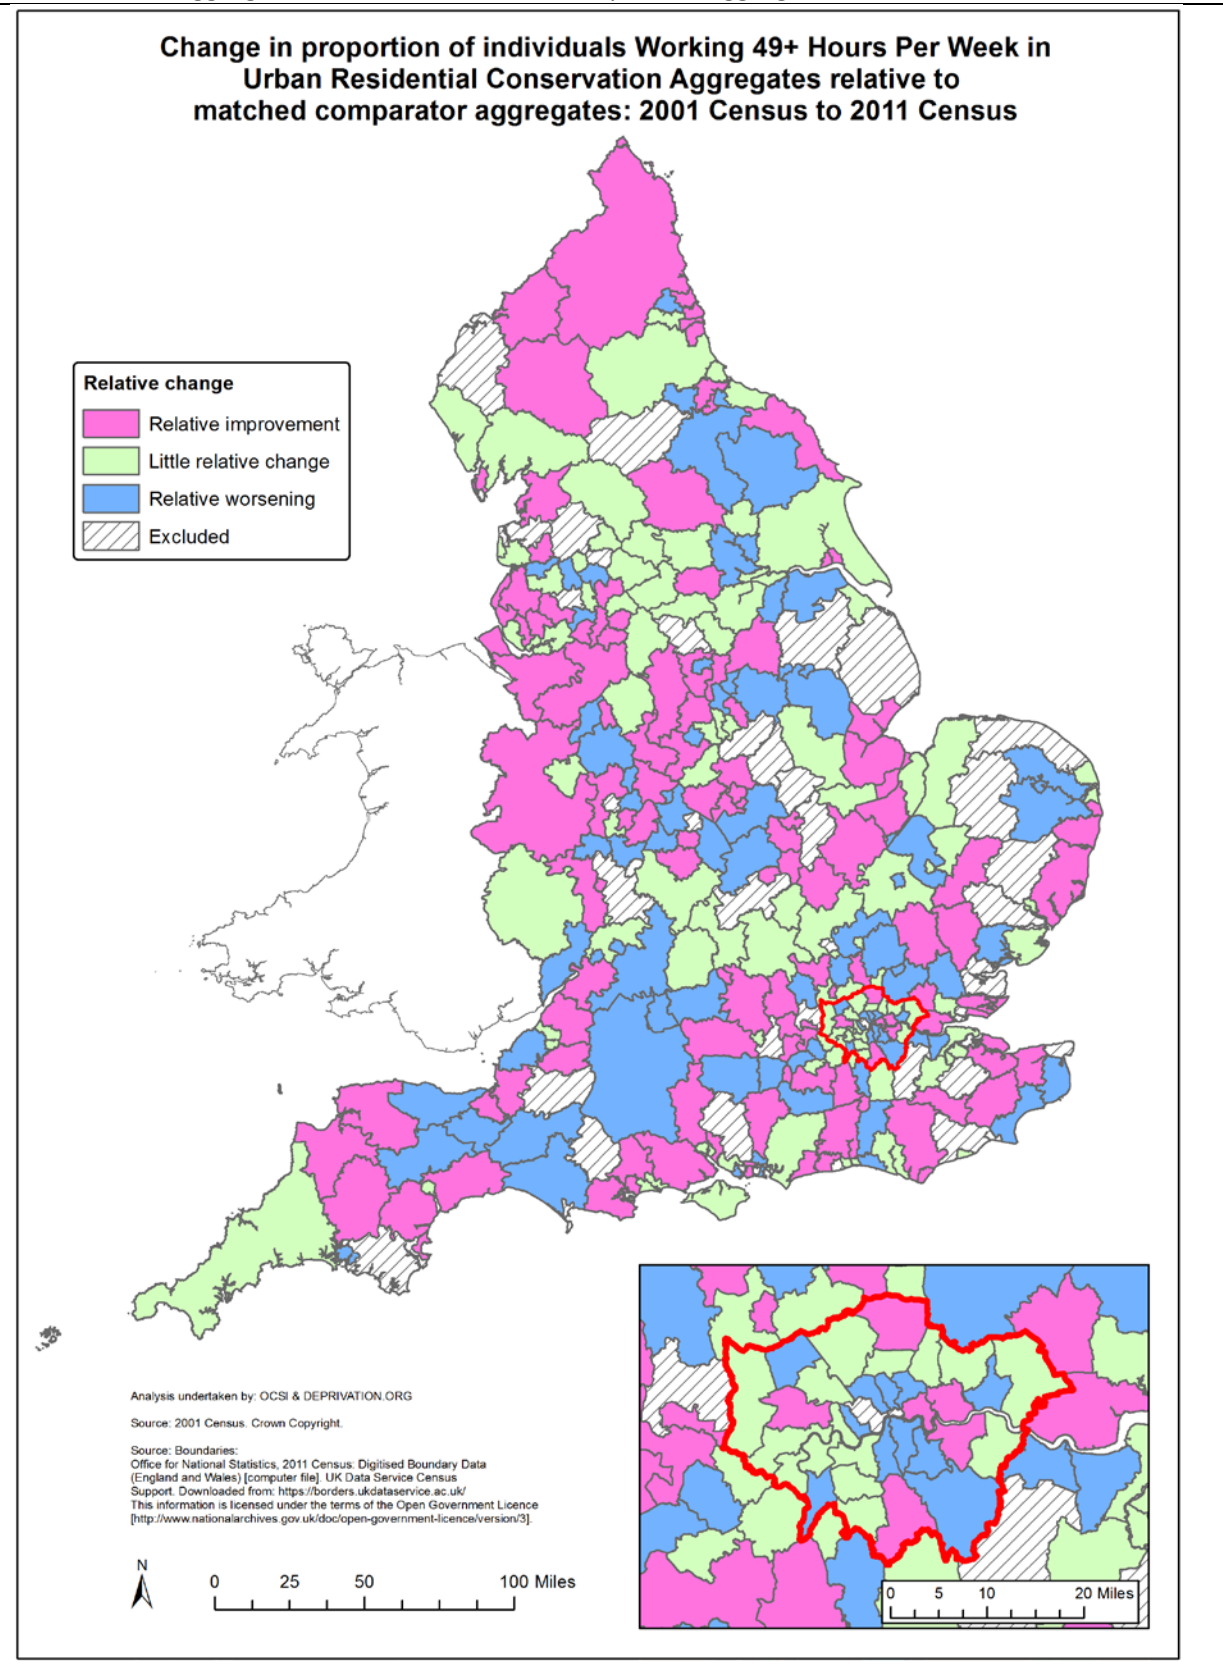 Change in proportion of individuals Working 49+ Hours Per Week in
Urban Residential Conservation Aggregates relative to
matched comparator aggregates: 2001 Census to 2011 Census
Relative change
Relative improvement
Little relative change
Relative worsening
Excluded
Analysis undertaken by: OCSI & DEPRIVATION.ORG
Source: 2001 Census. Crown Copyright.
Source: Boundaries:
Office for National Statistics, 2011 Census: Digitised Boundary Data
(England and Wales) [computer file]. UK Data Service Census
Support. Downloaded from: https://borders.ukdataservice.ac.uk/
This information is licensed under the terms of the Open Government Licence
[http://www.nationalarchives.gov.uk/doc/open-government-licence/version/3].
N
0 25 50 100 Miles
0 5 10 20 Miles